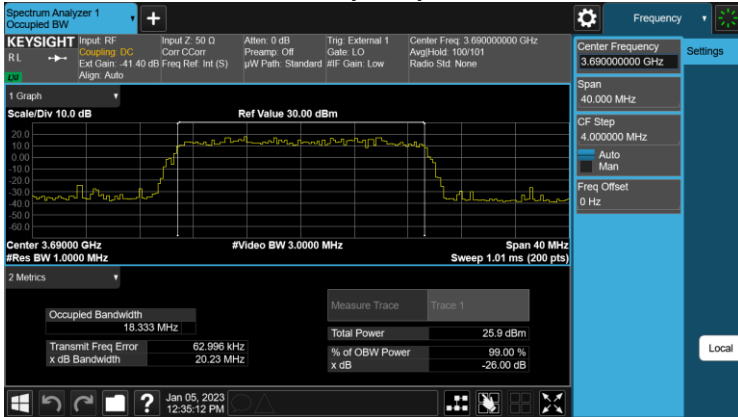 Spectrum Analyzer 1
Occupied BW
+
Frequency
KEYSIGHT
Input: RF
Input Z: 50 Ω
Atten: 0 dB
Trig: External 1
Center Freq: 3.690000000 GHz
RL
Coupling: DC
Corr CCorr
Preamp: Off
Gate: LO
Avg|Hold: 100/101
Ext Gain: -41.40 dB
Freq Ref: Int (S)
µW Path: Standard
#IF Gain: Low
Radio Std: None
Align: Auto
LXI
Center Frequency
3.690000000 GHz
Settings
Span
40.000 MHz
CF Step
4.000000 MHz
Auto
Man
Freq Offset
0 Hz
Local
1 Graph
Scale/Div 10.0 dB
Ref Value 30.00 dBm
20.0
10.0
0.00
-10.0
-20.0
-30.0
-40.0
-50.0
-60.0
Center 3.69000 GHz
#Video BW 3.0000 MHz
Span 40 MHz
#Res BW 1.0000 MHz
Sweep 1.01 ms (200 pts)
2 Metrics
Measure Trace
Trace 1
Occupied Bandwidth
18.333 MHz
Total Power
25.9 dBm
Transmit Freq Error
62.996 kHz
% of OBW Power
99.00 %
x dB Bandwidth
20.23 MHz
x dB
-26.00 dB
?
Jan 05, 2023
12:35:12 PM